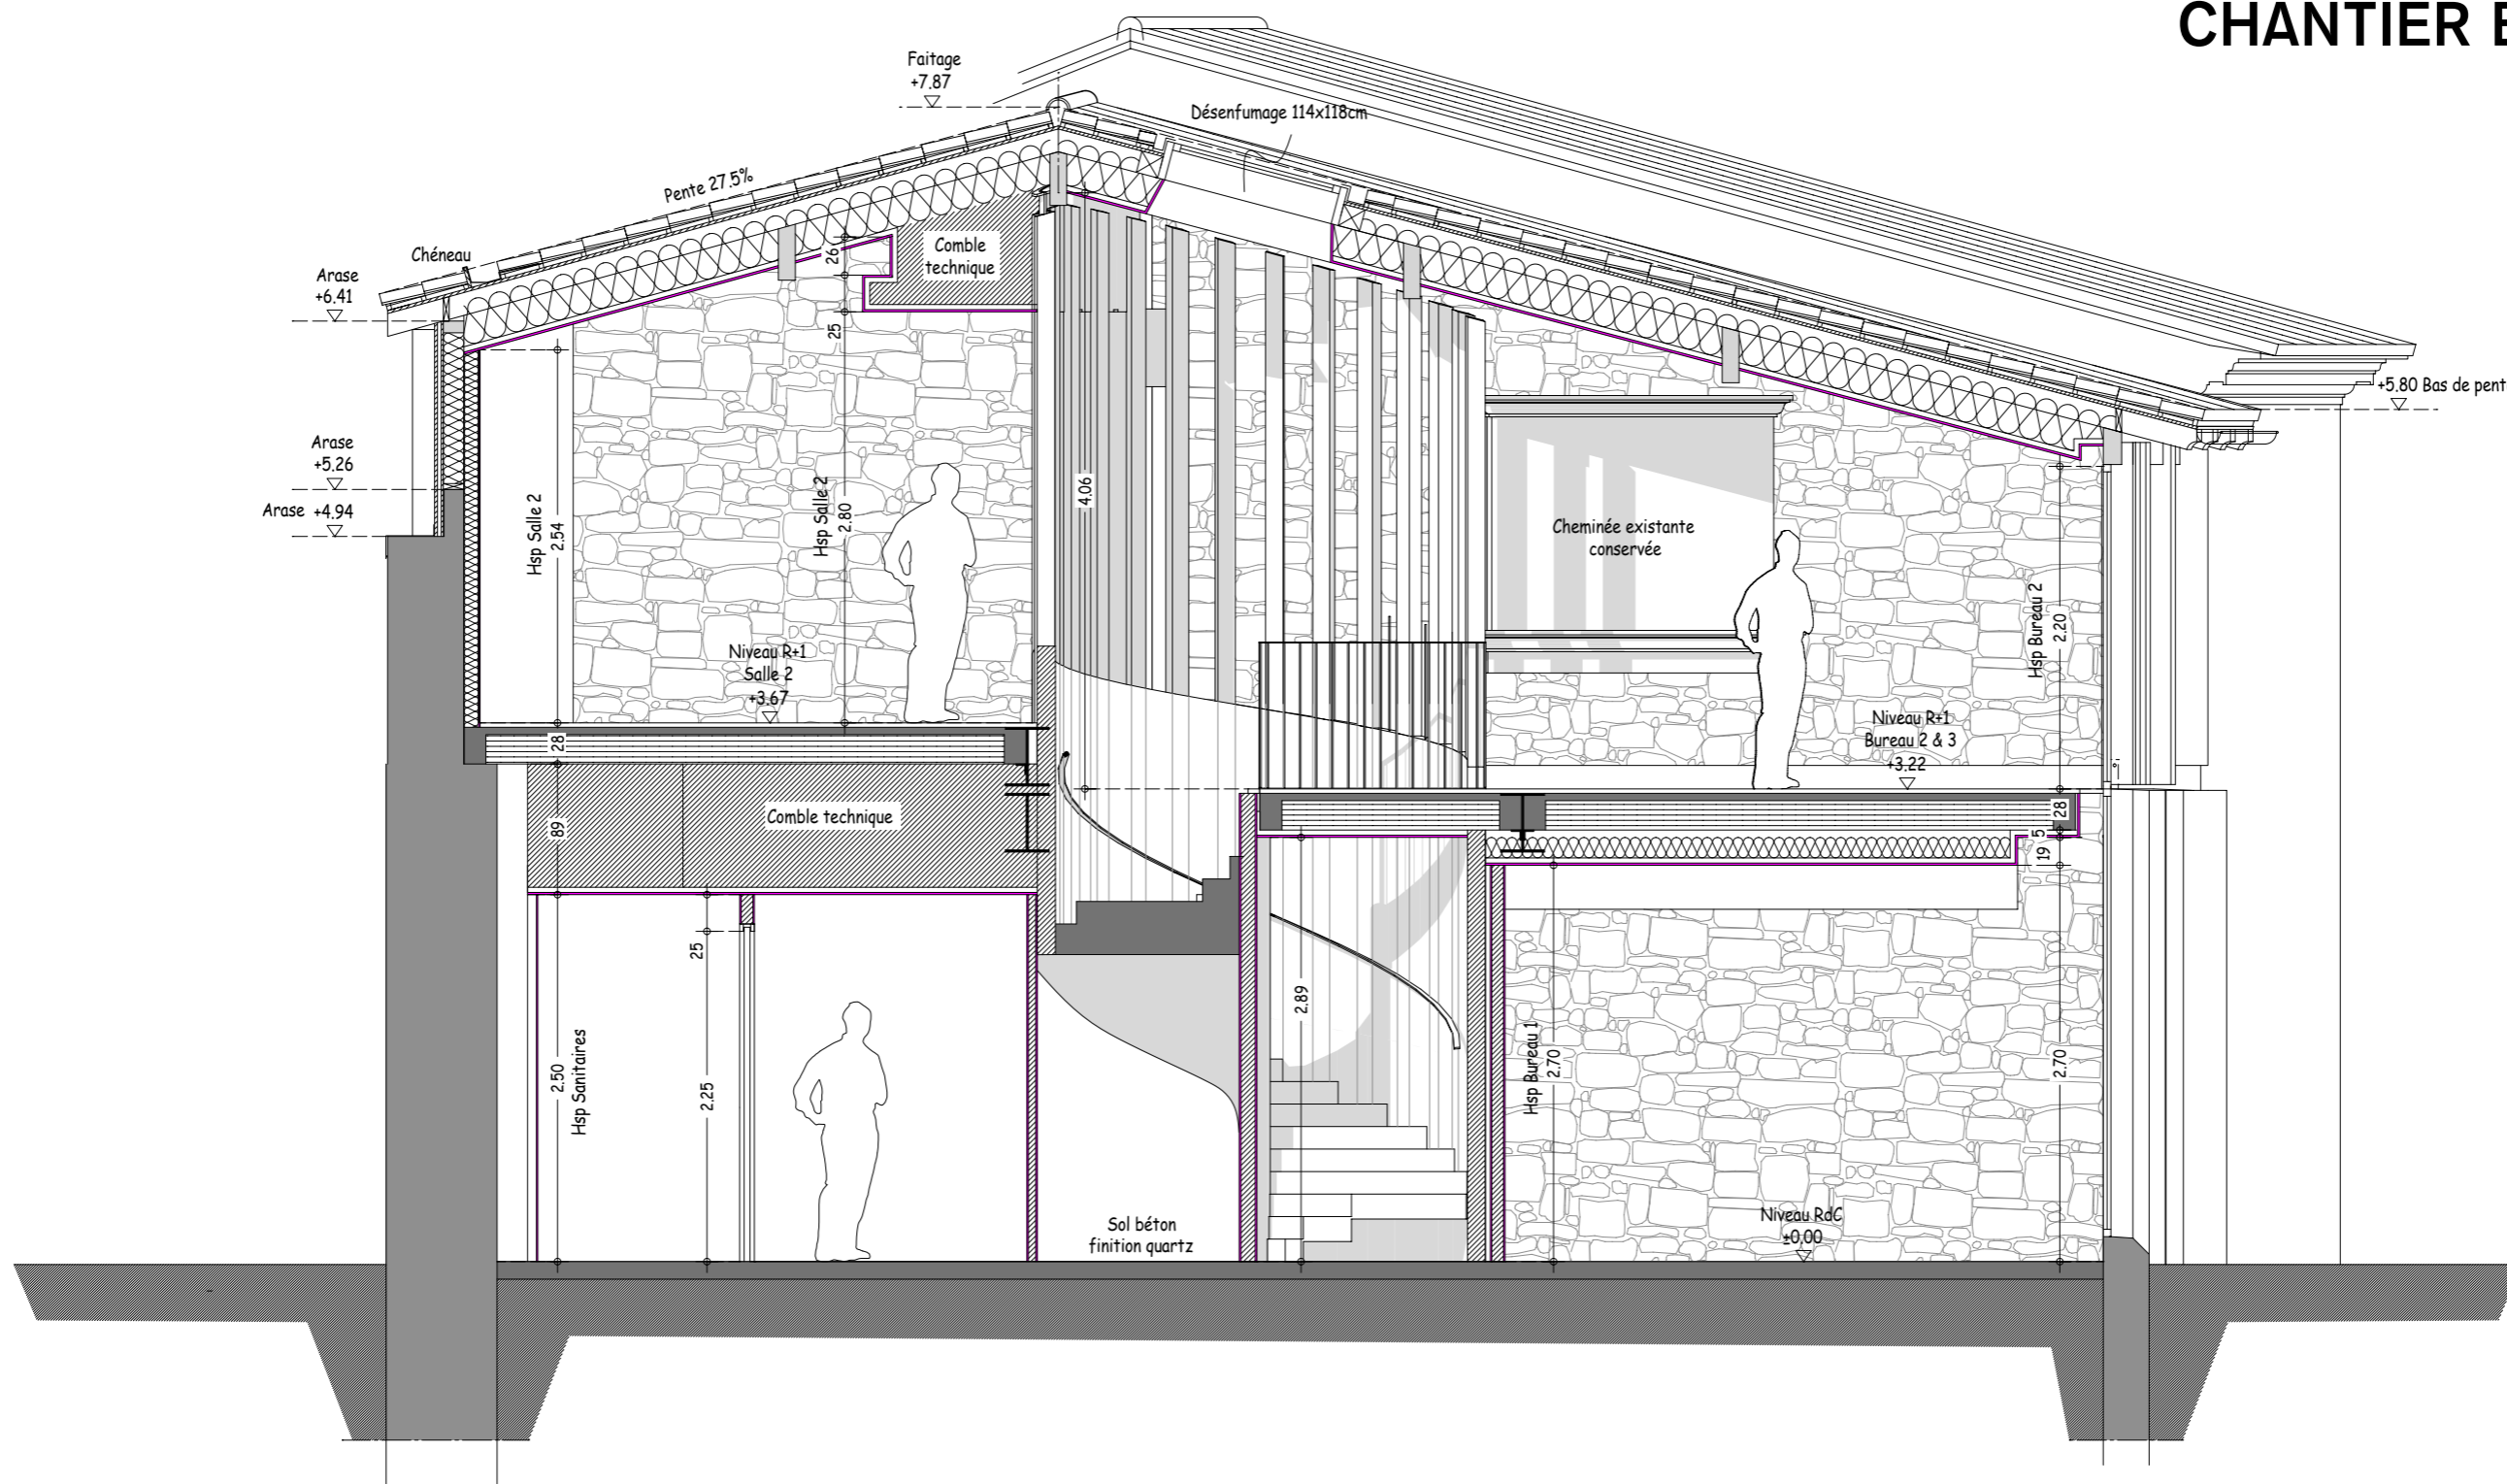 CHANTIER E
Faitage
+7.87
Désenfumage 114x118cm
Pente 27.5%
Chéneau
Arase
+6.41
26
Comble
technique
25
+5.80 Bas de pent
Arase
+5.26
Arase +4.94
Hsp Salle 2
2.54
Hsp Salle 2
2.80
4.06
Cheminée existante
conservée
Hsp Bureau 2
2.20
Niveau R+1
Salle 2
+3.67
Niveau R+1
Bureau 2 & 3
+3.22
28
28
Comble technique
89
5
19
25
2.50
Hsp Sanitaires
2.25
2.89
Hsp Bureau 1
2.70
2.70
Sol béton
finition quartz
Niveau RdC
±0.00